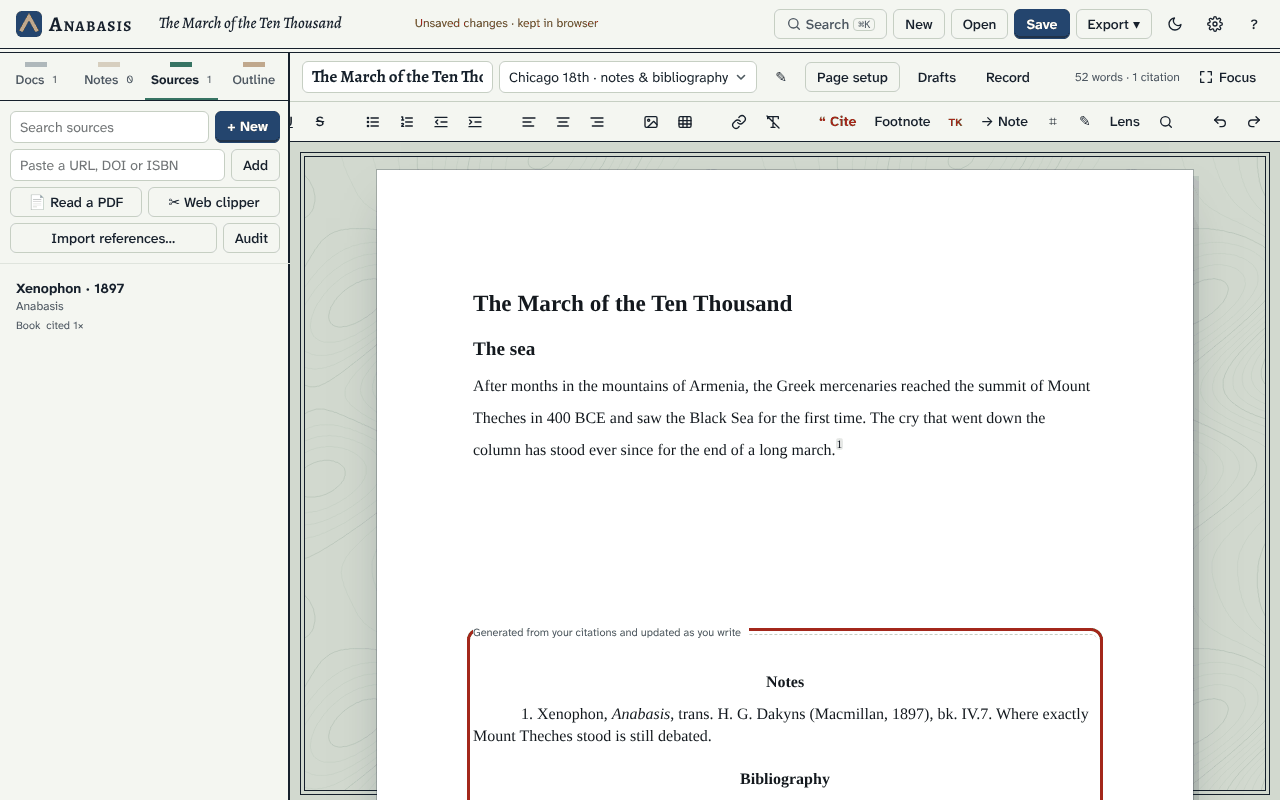 Anabasis
The March of the Ten Thousand
Unsaved changes · kept in browser
Search ⌘K
New
Open
Save
Export ▾
?
Docs 1
Notes 0
Sources 1
Outline
Search sources
+ New
Paste a URL, DOI or ISBN
Add
Read a PDF
Web clipper
Import references…
Audit
Xenophon · 1897
Anabasis
Book cited 1×
Chicago 18th · notes & bibliography
Page setup
Drafts
Record
52 words · 1 citation
Focus
S
❝ Cite
Footnote
TK
→ Note
Lens
The March of the Ten Thousand
The sea
After months in the mountains of Armenia, the Greek mercenaries reached the summit of Mount
Theches in 400 BCE and saw the Black Sea for the first time. The cry that went down the
column has stood ever since for the end of a long march.1
Generated from your citations and updated as you write
Notes
1. Xenophon, Anabasis, trans. H. G. Dakyns (Macmillan, 1897), bk. IV.7. Where exactly
Mount Theches stood is still debated.
Bibliography